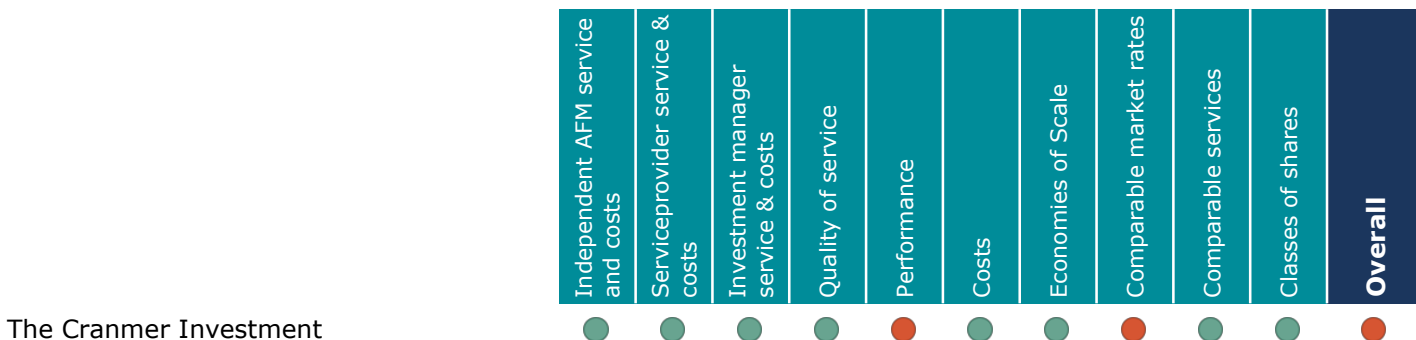 Independent AFM service
and costs
Serviceprovider service &
costs
Investment manager
service & costs
Quality of service
Performance
Costs
Economies of Scale
Comparable market rates
Comparable services
Classes of shares
Overall
The Cranmer Investment